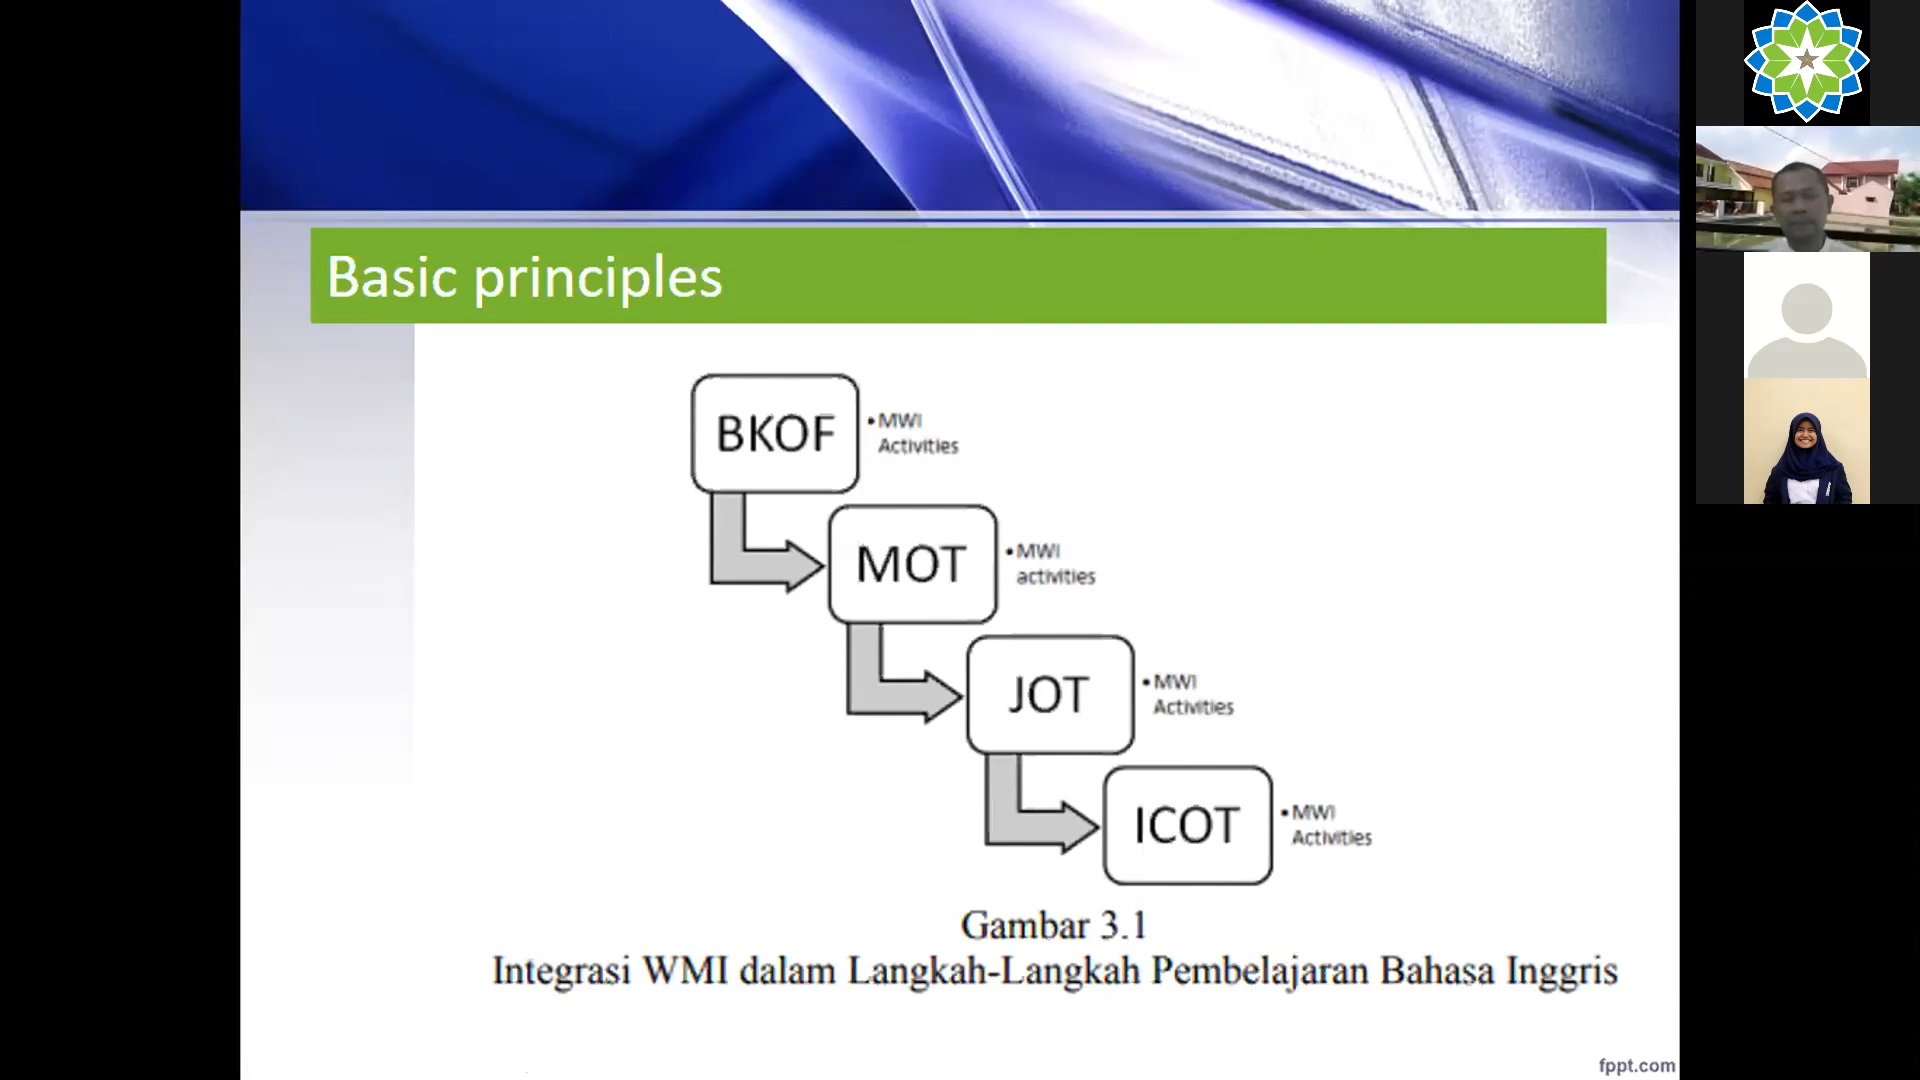 Basic principles
BKOF
•MWI
Activities
MOT
•MWI
activities
JOT
•MWI
Activities
ICOT
•MWI
Activities
Gambar 3.1
Integrasi WMI dalam Langkah-Langkah Pembelajaran Bahasa Inggris
fppt.com